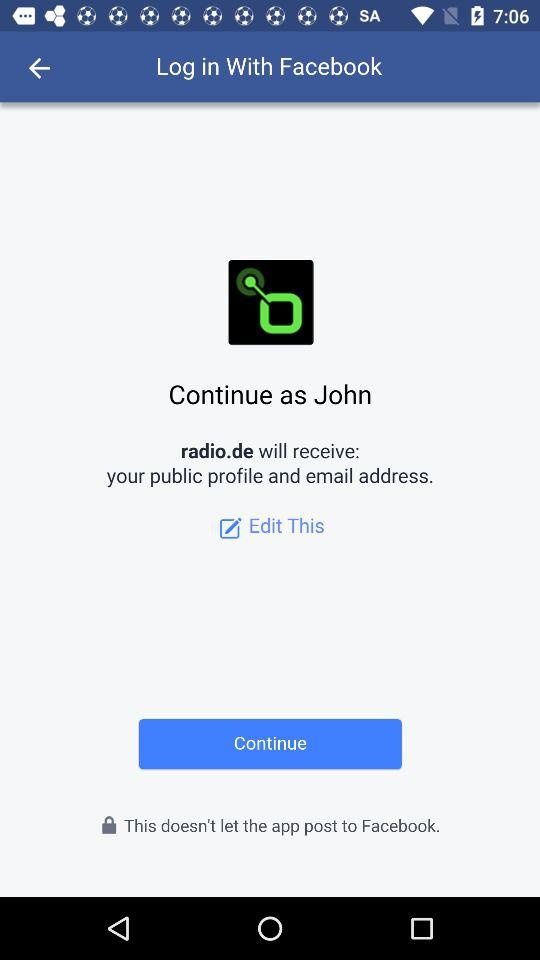 SA 7:06
Log in With Facebook
Continue as John
radio.de will receive:
your public profile and email address.
Edit This
Continue
This doesn't let the app post to Facebook.